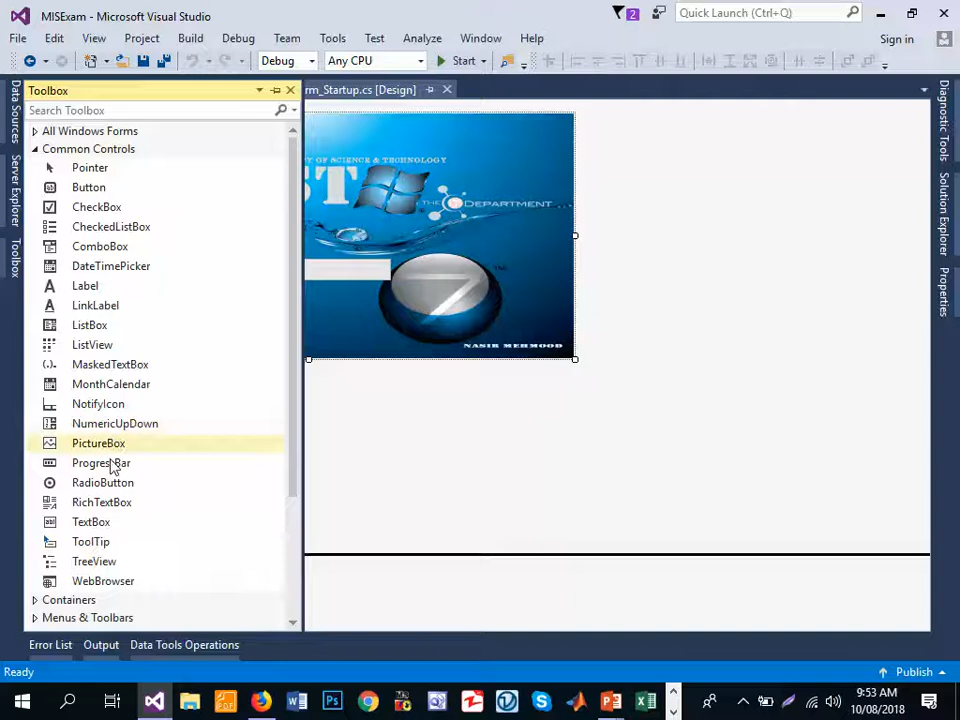 MISExam - Microsoft Visual Studio
2
Quick Launch (Ctrl+Q)
File Edit View Project Build Debug Team Tools Test Analyze Window Help
Sign in
Debug Any CPU Start
Toolbox
rm_Startup.cs [Design]
Search Toolbox
All Windows Forms
Common Controls
Pointer
Button
CheckBox
CheckedListBox
ComboBox
DateTimePicker
Label
LinkLabel
ListBox
ListView
MaskedTextBox
MonthCalendar
NotifyIcon
NumericUpDown
PictureBox
ProgressBar
RadioButton
RichTextBox
TextBox
ToolTip
TreeView
WebBrowser
Containers
Menus & Toolbars
Data Sources
Server Explorer
Toolbox
Y OF SCIENCE & TECHNOLOGY
ST
THE DEPARTMENT
7
NASIR MEHMOOD
Diagnostic Tools
Solution Explorer
Properties
Error List Output Data Tools Operations
Ready
Publish
9:53 AM
10/08/2018